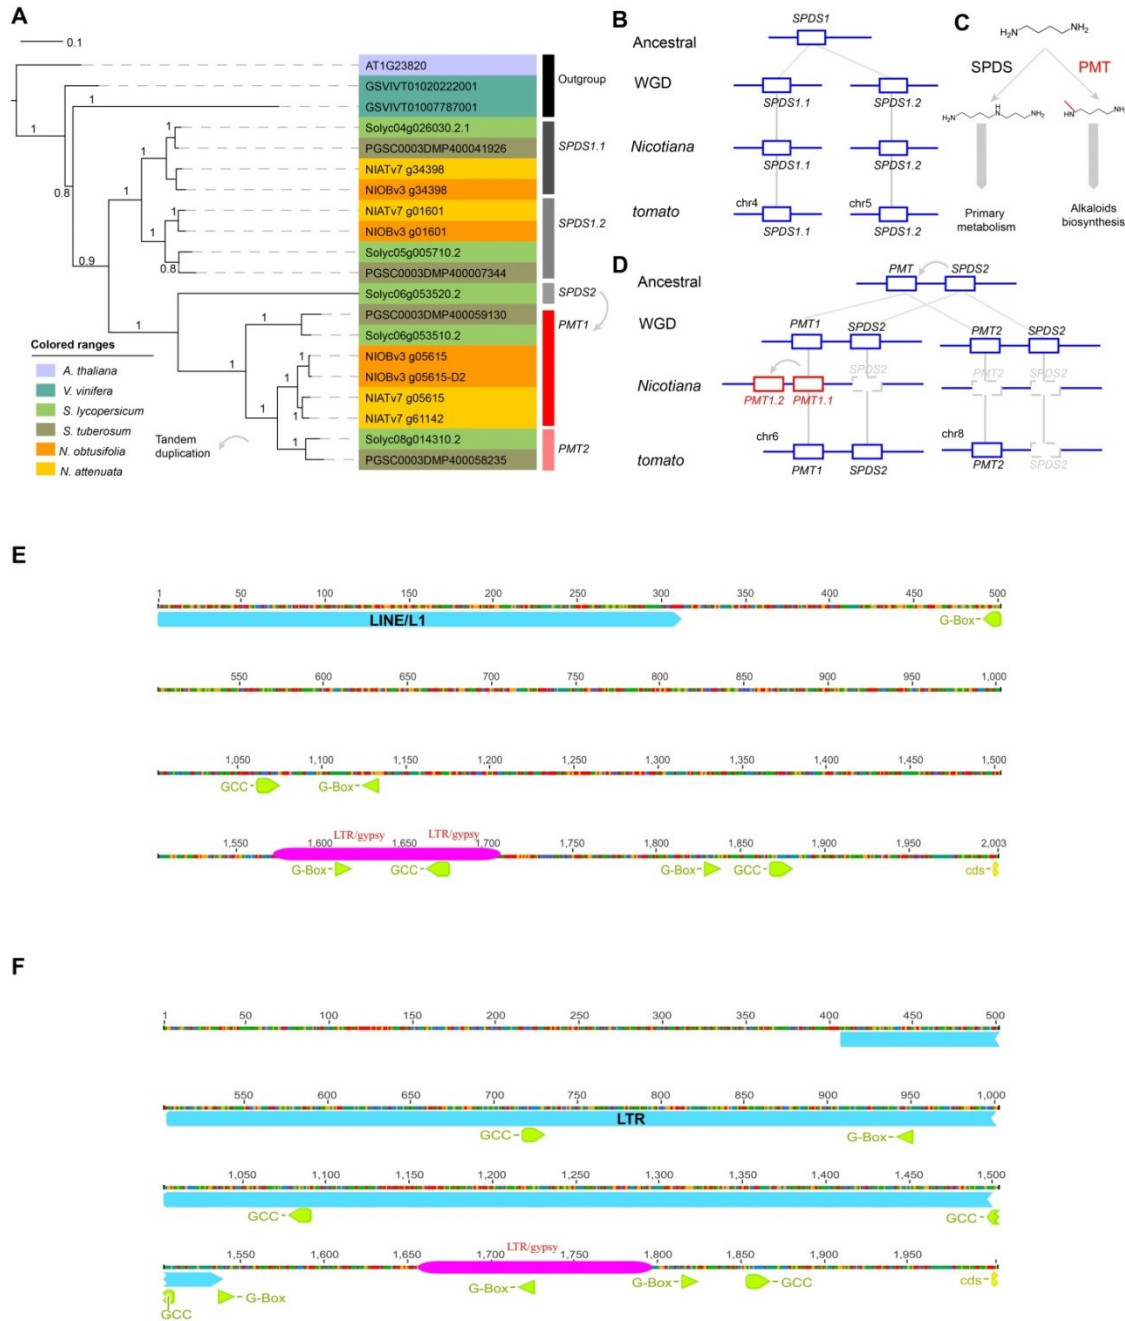 A
0.1
AT1G23820
GSVIVT01020222001
GSVIVT01007787001
Outgroup
Solyc04g026030.2.1
PGSC0003DMP400041926
NIATv7 g34398
NIOBv3 g34398
SPDS1.1
NIATv7 g01601
NIOBv3 g01601
Solyc05g005710.2
PGSC0003DMP400007344
SPDS1.2
Solyc06g053520.2
SPDS2
PGSC0003DMP400059130
Solyc06g053510.2
NIOBv3 g05615
NIOBv3 g05615-D2
NIATv7 g05615
NIATv7 g61142
PMT1
Solyc08g014310.2
PGSC0003DMP400058235
PMT2
1
1
0.8
1
1
1
0.8
0.9
1
1
1
1
1
1
1
Colored ranges
A. thaliana
V. vinifera
S. lycopersicum
S. tuberosum
N. obtusifolia
N. attenuata
Tandem
duplication
B
SPDS1
Ancestral
WGD
SPDS1.1 SPDS1.2
Nicotiana
SPDS1.1 SPDS1.2
chr4 chr5
tomato
SPDS1.1 SPDS1.2
C
H2N NH2
SPDS PMT
H2N H N NH2
HN NH2
Primary
metabolism
Alkaloids
biosynthesis
D
PMT SPDS2
Ancestral
WGD
PMT1 SPDS2 PMT2 SPDS2
Nicotiana
SPDS2 PMT2 SPDS2
PMT1.2 PMT1.1
chr6 chr8
tomato
PMT1 SPDS2 PMT2 SPDS2
E
1 50 100 150 200 250 300 350 400 450 500
LINE/L1
G-Box
550 600 650 700 750 800 850 900 950 1,000
1,050 1,100 1,150 1,200 1,250 1,300 1,350 1,400 1,450 1,500
GCC G-Box
LTR/gypsy LTR/gypsy
1,550 1,600 1,650 1,700 1,750 1,800 1,850 1,900 1,950 2,003
G-Box GCC G-Box GCC cds
F
1 50 100 150 200 250 300 350 400 450 500
550 600 650 700 750 800 850 900 950 1,000
LTR
GCC G-Box
1,050 1,100 1,150 1,200 1,250 1,300 1,350 1,400 1,450 1,500
GCC GCC
LTR/gypsy
1,550 1,600 1,650 1,700 1,750 1,800 1,850 1,900 1,950
G-Box G-Box G-Box GCC cds
GCC